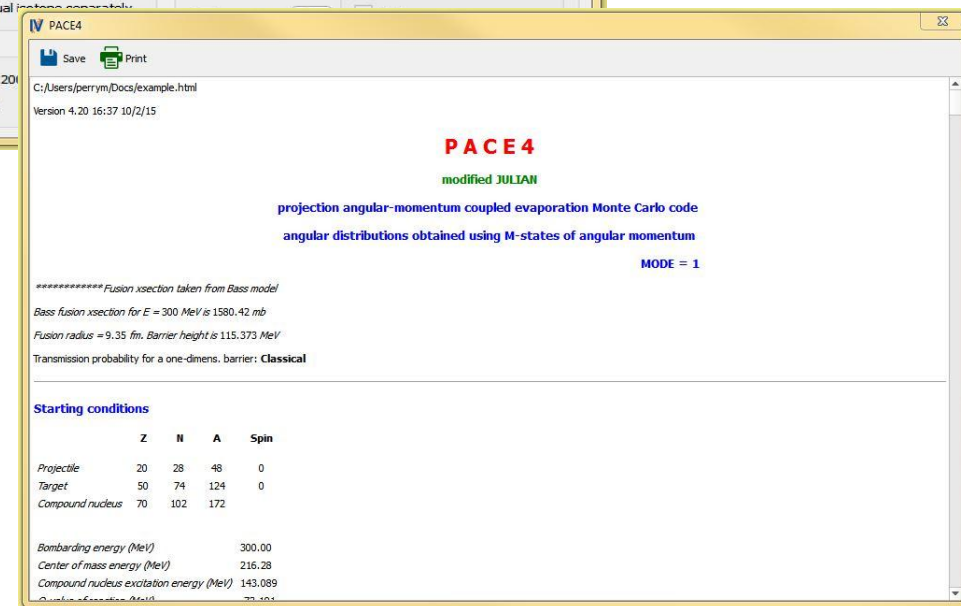 separately
200
PACE4
Save Print
C:/Users/perrym/Docs/example.html
Version 4.20 16:37 10/2/15
PACE4
modified JULIAN
projection angular-momentum coupled evaporation Monte Carlo code
angular distributions obtained using M-states of angular momentum
MODE = 1
************ Fusion xsection taken from Bass model
Bass fusion xsection for E = 300 MeV is 1580.42 mb
Fusion radius = 9.35 fm. Barrier height is 115.373 MeV
Transmission probability for a one-dimens. barrier: Classical
Starting conditions
Z N A Spin
Projectile 20 28 48 0
Target 50 74 124 0
Compound nucleus 70 102 172
Bombarding energy (MeV) 300.00
Center of mass energy (MeV) 216.28
Compound nucleus excitation energy (MeV) 143.089